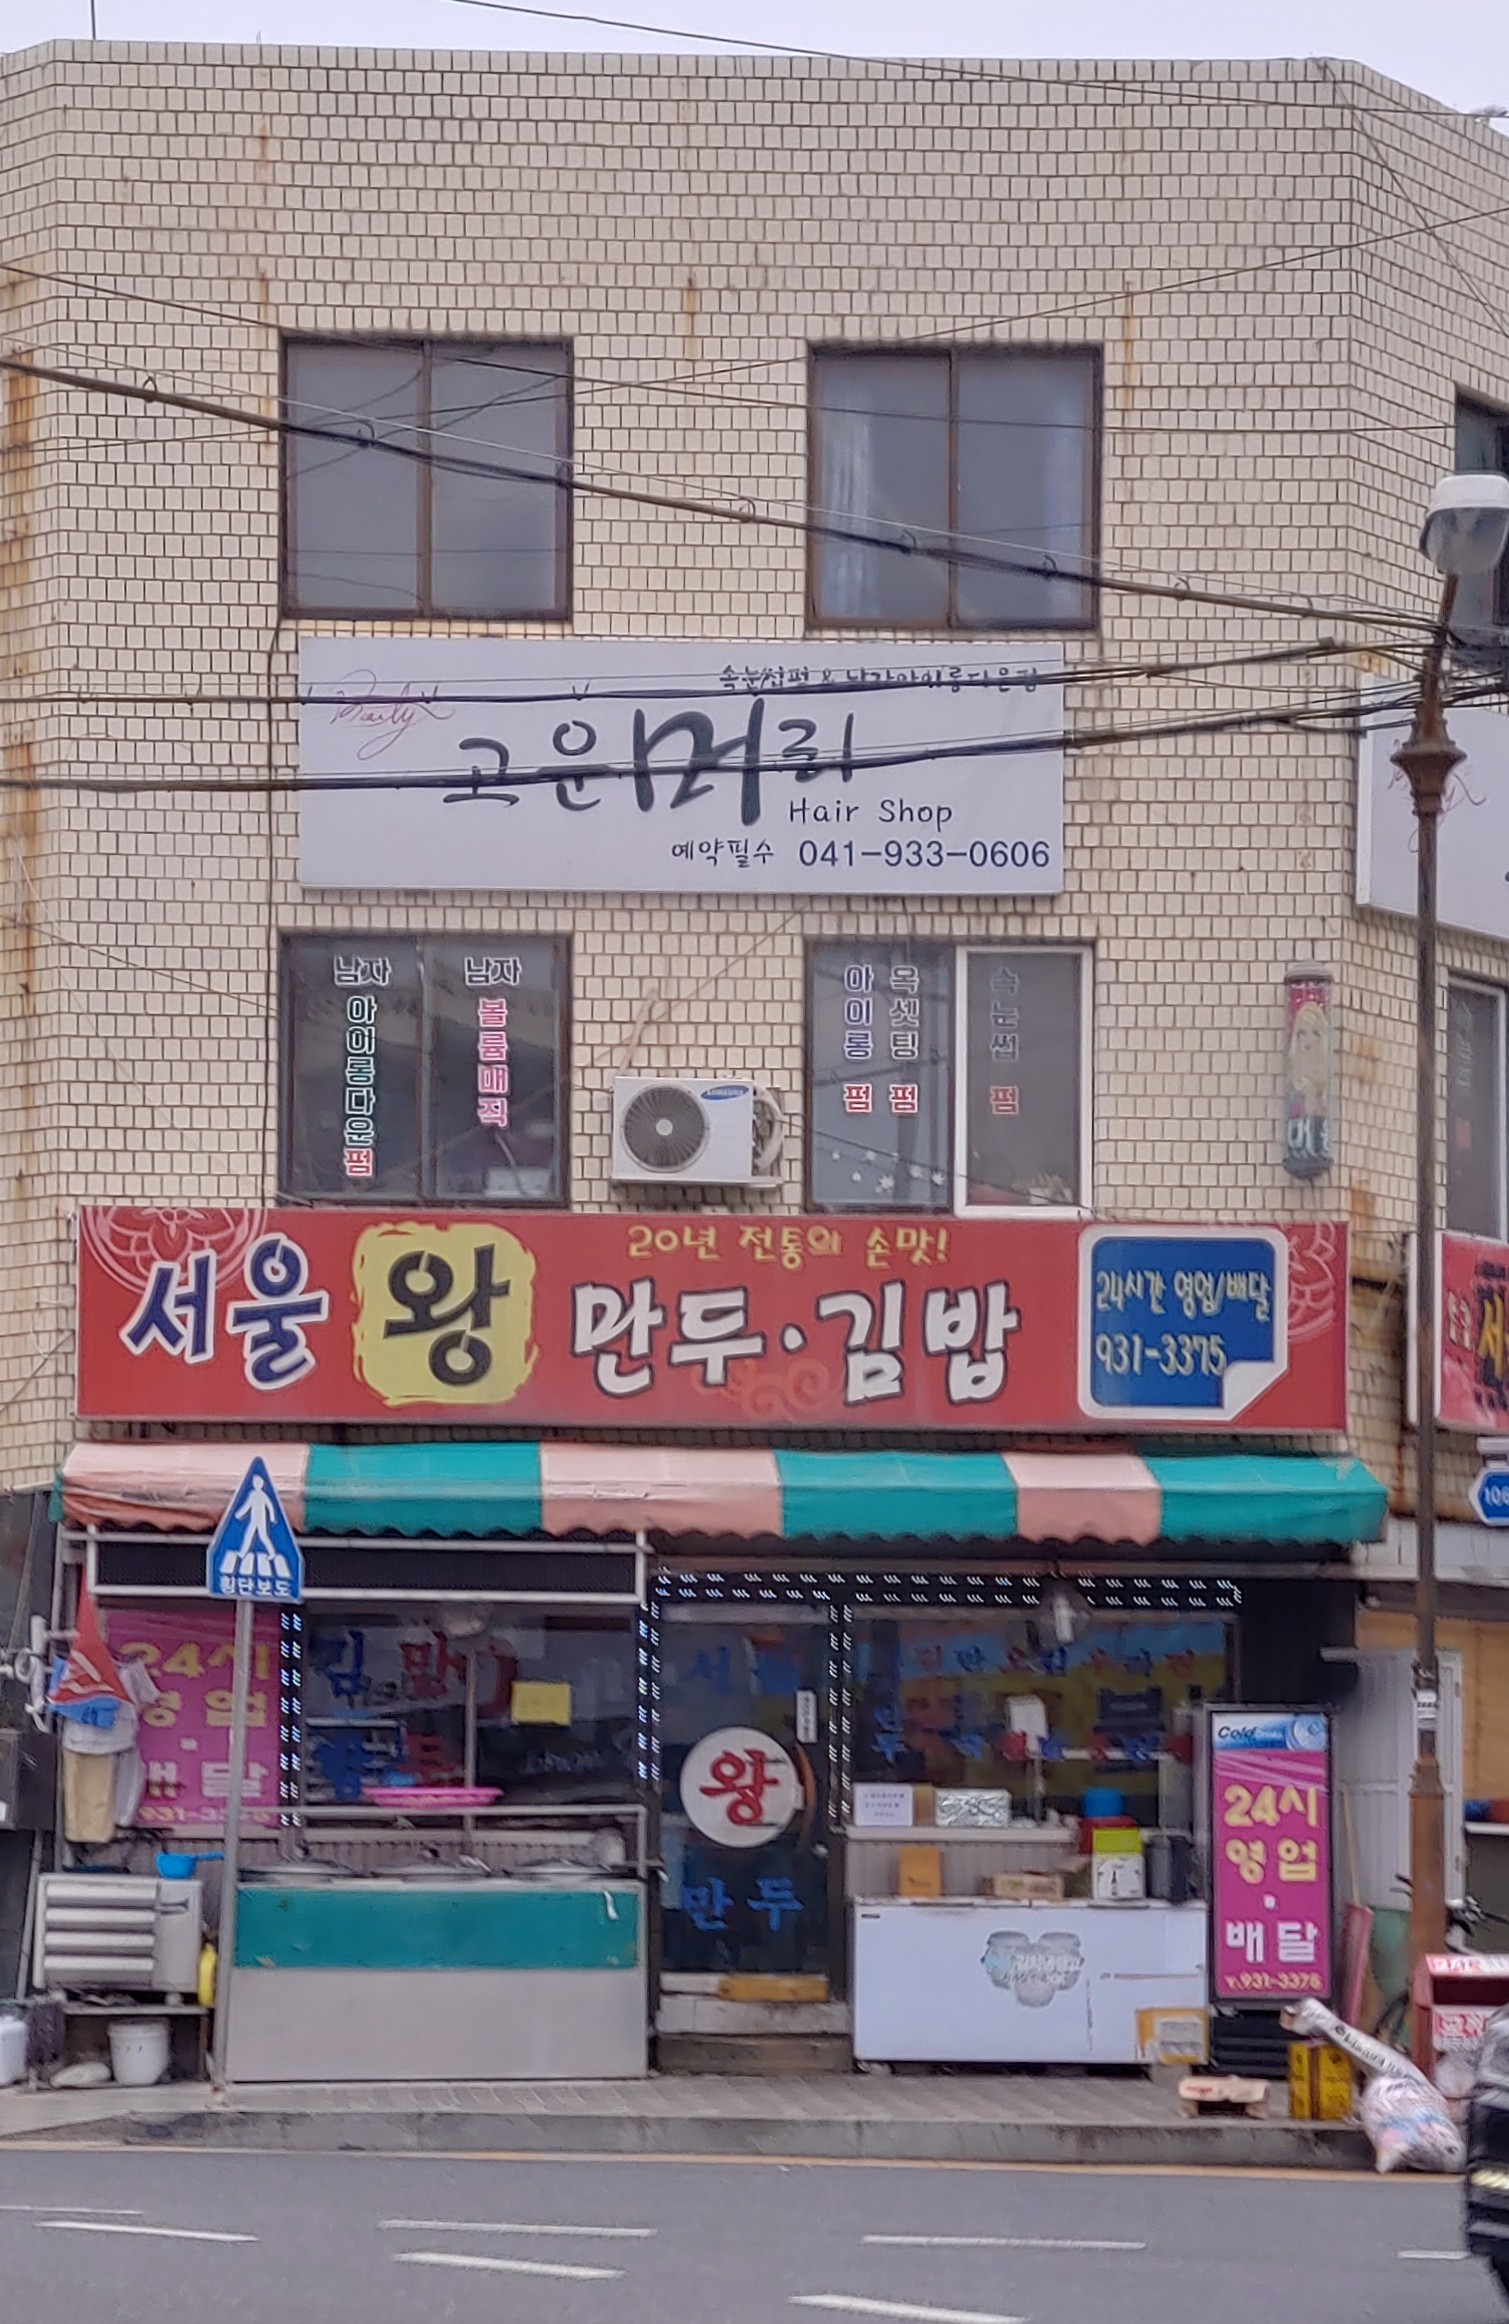 속눈썹펌 & 남자아이롱다운펌
Beauty
고운머리
Hair Shop
예약필수 041-933-0606
남자
아이롱다운펌
남자
볼륨매직
아이롱 펌
옥셋팅 펌
속눈썹 펌
20년 전통의 손맛!
서울 왕 만두·김밥
24시간 영업/배달
931-3375
횡단보도
24시
영업
·
배달
931-3375
왕
만두
Cold
24시
영업
·
배달
T.931-3375